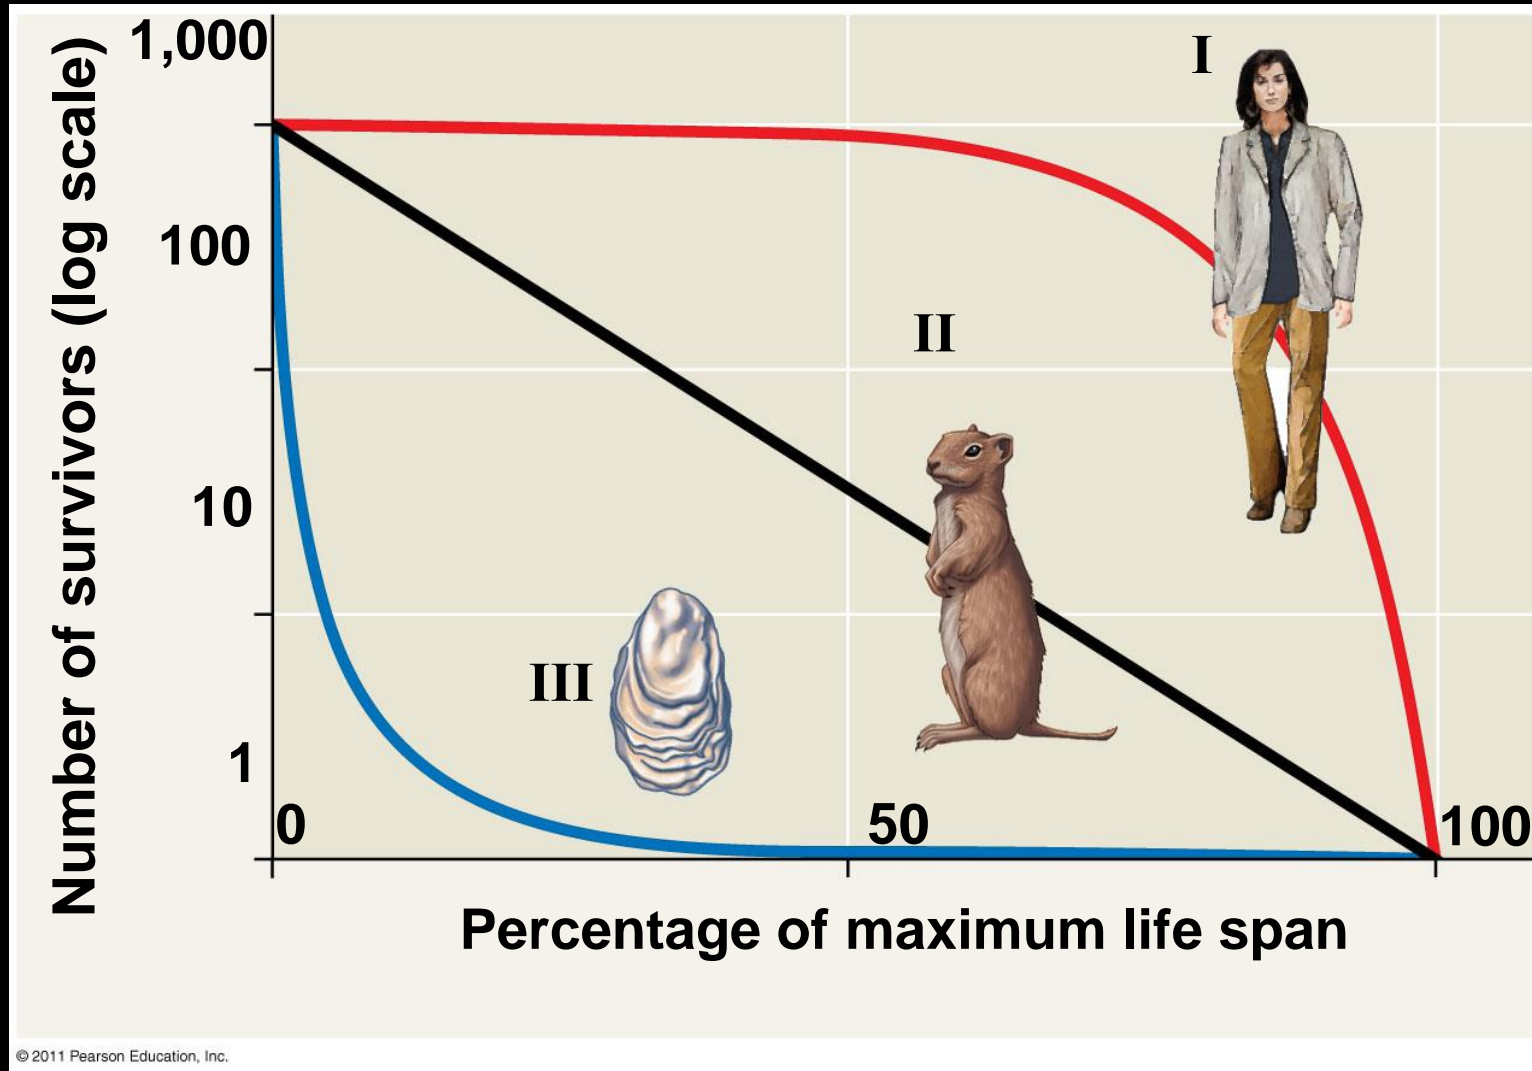 Number of survivors (log scale)
1,000
100
10
1
I
II
III
0
50
100
Percentage of maximum life span
© 2011 Pearson Education, Inc.